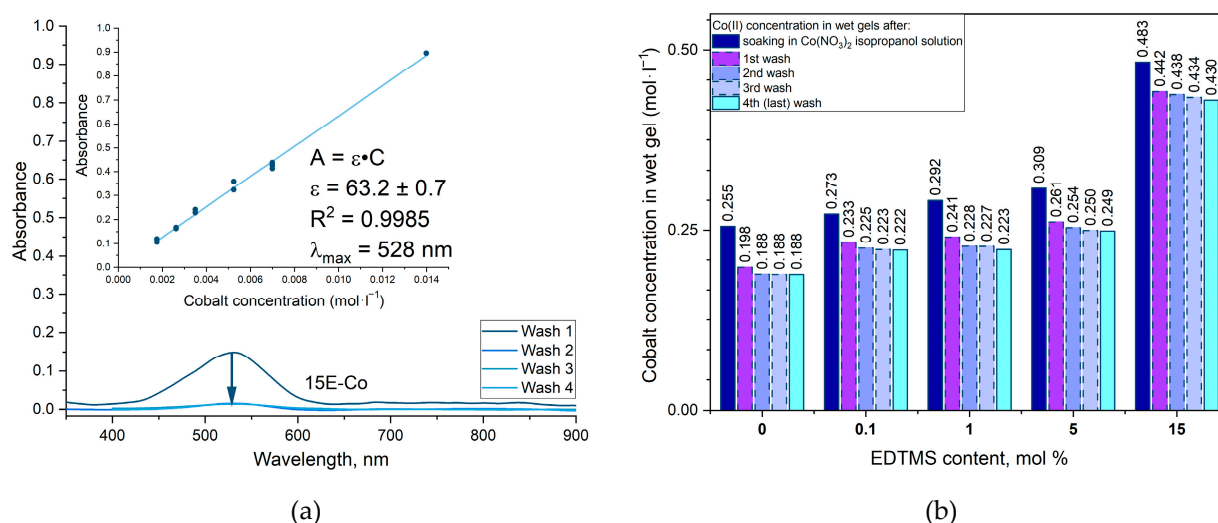 1.0
0.9
0.8
0.7
0.6
0.5
0.4
0.3
0.2
0.1
0.0
Absorbance
400 500 600 700 800 900
Wavelength, nm
1.0
0.9
0.8
0.7
0.6
0.5
0.4
0.3
0.2
0.1
0.0
Absorbance
0.000 0.002 0.004 0.006 0.008 0.010 0.012 0.014
Cobalt concentration (mol·l⁻¹)
A = ε•C
ε = 63.2 ± 0.7
R² = 0.9985
λmax = 528 nm
15E-Co
Wash 1
Wash 2
Wash 3
Wash 4
(a)
Cobalt concentration in wet gel (mol·l⁻¹)
0.50
0.25
0.00
Co(II) concentration in wet gels after:
soaking in Co(NO₃)₂ isopropanol solution
1st wash
2nd wash
3rd wash
4th (last) wash
0.255 0.198 0.188 0.188 0.188
0.273 0.233 0.225 0.223 0.222
0.292 0.241 0.228 0.227 0.223
0.309 0.261 0.254 0.250 0.249
0.483 0.442 0.438 0.434 0.430
0 0.1 1 5 15
EDTMS content, mol %
(b)